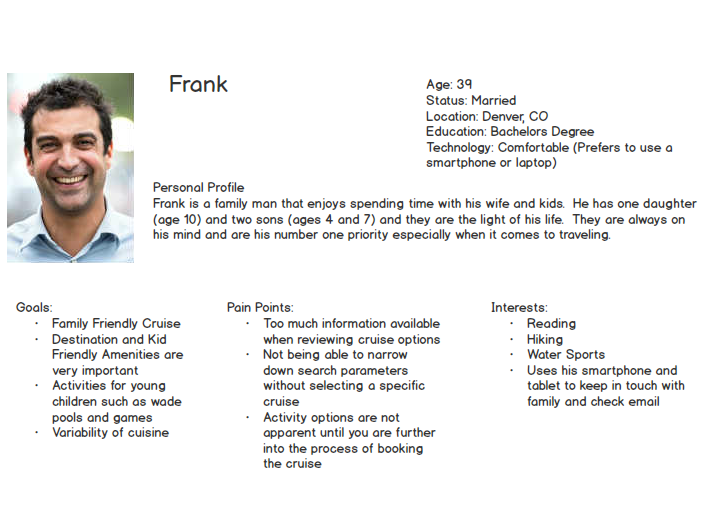 Frank
Age: 39
Status: Married
Location: Denver, CO
Education: Bachelors Degree
Technology: Comfortable (Prefers to use a
smartphone or laptop)
Personal Profile
Frank is a family man that enjoys spending time with his wife and kids.  He has one daughter
(age 10) and two sons (ages 4 and 7) and they are the light of his life.  They are always on
his mind and are his number one priority especially when it comes to traveling.
Goals:
· Family Friendly Cruise
· Destination and Kid
Friendly Amenities are
very important
· Activities for young
children such as wade
pools and games
· Variability of cuisine
Pain Points:
· Too much information available
when reviewing cruise options
· Not being able to narrow
down search parameters
without selecting a specific
cruise
· Activity options are not
apparent until you are further
into the process of booking
the cruise
Interests:
· Reading
· Hiking
· Water Sports
· Uses his smartphone and
tablet to keep in touch with
family and check email